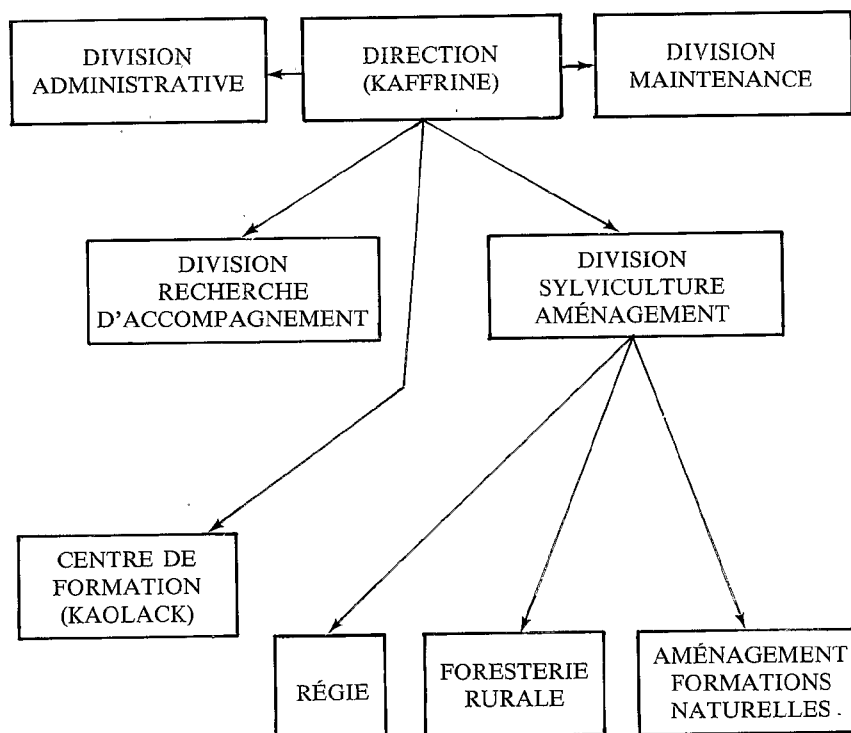 DIVISION
ADMINISTRATIVE
DIRECTION
(KAFFRINE)
DIVISION
MAINTENANCE
DIVISION
RECHERCHE
D'ACCOMPAGNEMENT
DIVISION
SYLVICULTURE
AMÉNAGEMENT
CENTRE DE
FORMATION
(KAOLACK)
RÉGIE
FORESTERIE
RURALE
AMÉNAGEMENT
FORMATIONS
NATURELLES